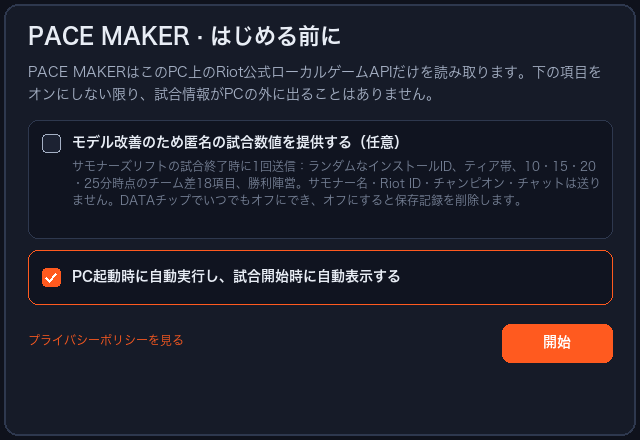 PACE MAKER · はじめる前に
PACE MAKERはこのPC上のRiot公式ローカルゲームAPIだけを読み取ります。下の項目を
オンにしない限り、試合情報がPCの外に出ることはありません。
モデル改善のため匿名の試合数値を提供する（任意）
サモナーズリフトの試合終了時に1回送信：ランダムなインストールID、ティア帯、10・15・20
・25分時点のチーム差18項目、勝利陣営。サモナー名・Riot ID・チャンピオン・チャットは送り
ません。DATAチップでいつでもオフにでき、オフにすると保存記録を削除します。
PC起動時に自動実行し、試合開始時に自動表示する
プライバシーポリシーを見る
開始